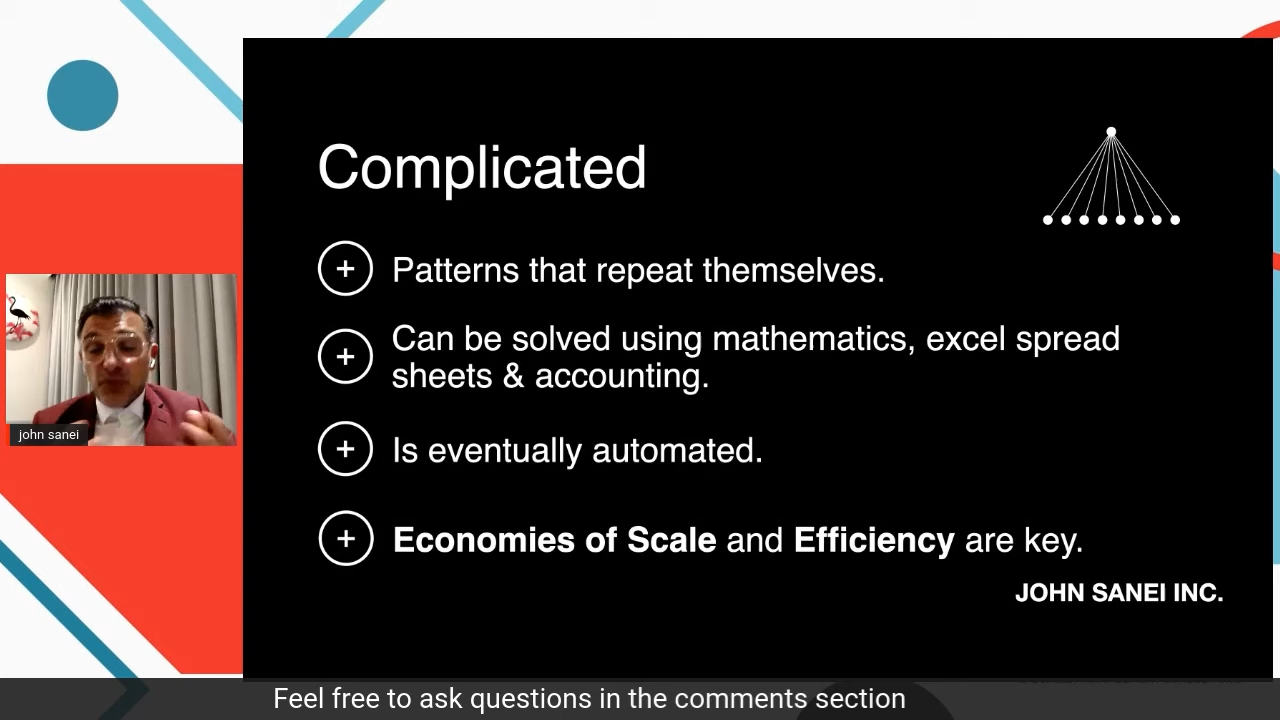 Complicated
Patterns that repeat themselves.
Can be solved using mathematics, excel spread
sheets & accounting.
Is eventually automated.
Economies of Scale and Efficiency are key.
JOHN SANEI INC.
john sanei
Feel free to ask questions in the comments section